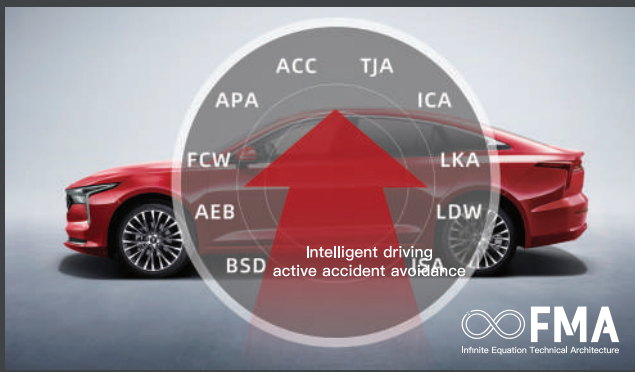 ACC TJA
APA ICA
FCW LKA
AEB LDW
BSD ISA
Intelligent driving
active accident avoidance
FMA
Infinite Equation Technical Architecture